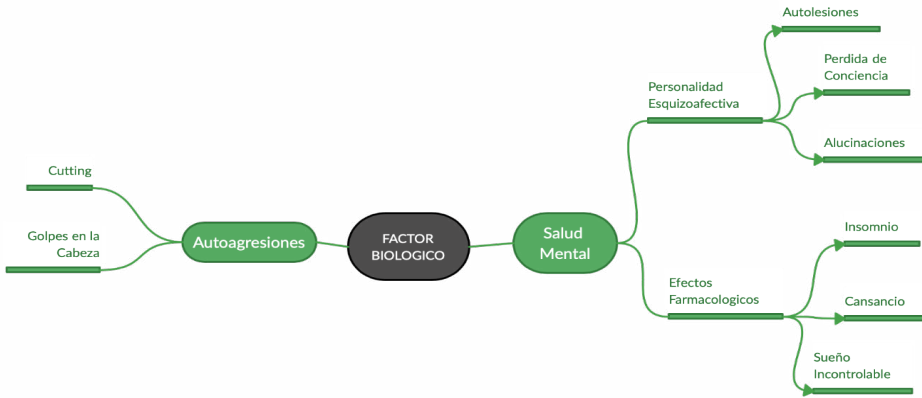 Cutting
Golpes en la
Cabeza
Autoagresiones
FACTOR
BIOLOGICO
Salud
Mental
Personalidad
Esquizoafectiva
Autolesiones
Perdida de
Conciencia
Alucinaciones
Efectos
Farmacologicos
Insomnio
Cansancio
Sueño
Incontrolable